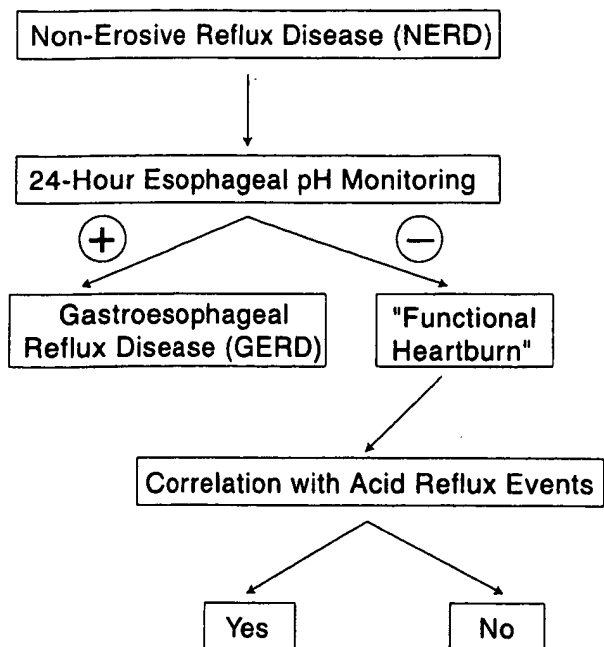 Non-Erosive Reflux Disease (NERD)
24-Hour Esophageal pH Monitoring
+
−
Gastroesophageal
Reflux Disease (GERD)
"Functional
Heartburn"
Correlation with Acid Reflux Events
Yes
No